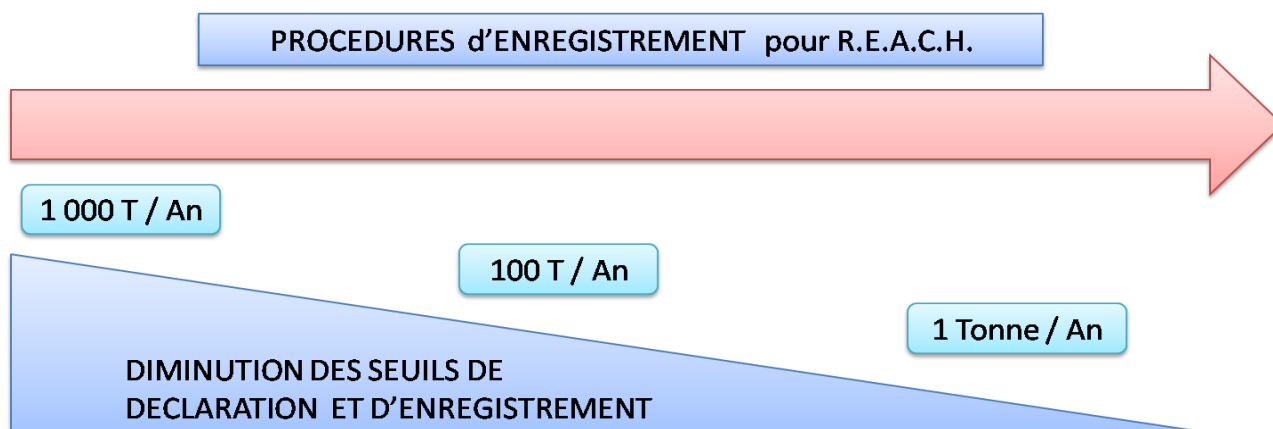 PROCEDURES d'ENREGISTREMENT pour R.E.A.C.H.
1 000 T / An
100 T / An
1 Tonne / An
DIMINUTION DES SEUILS DE
DECLARATION ET D'ENREGISTREMENT